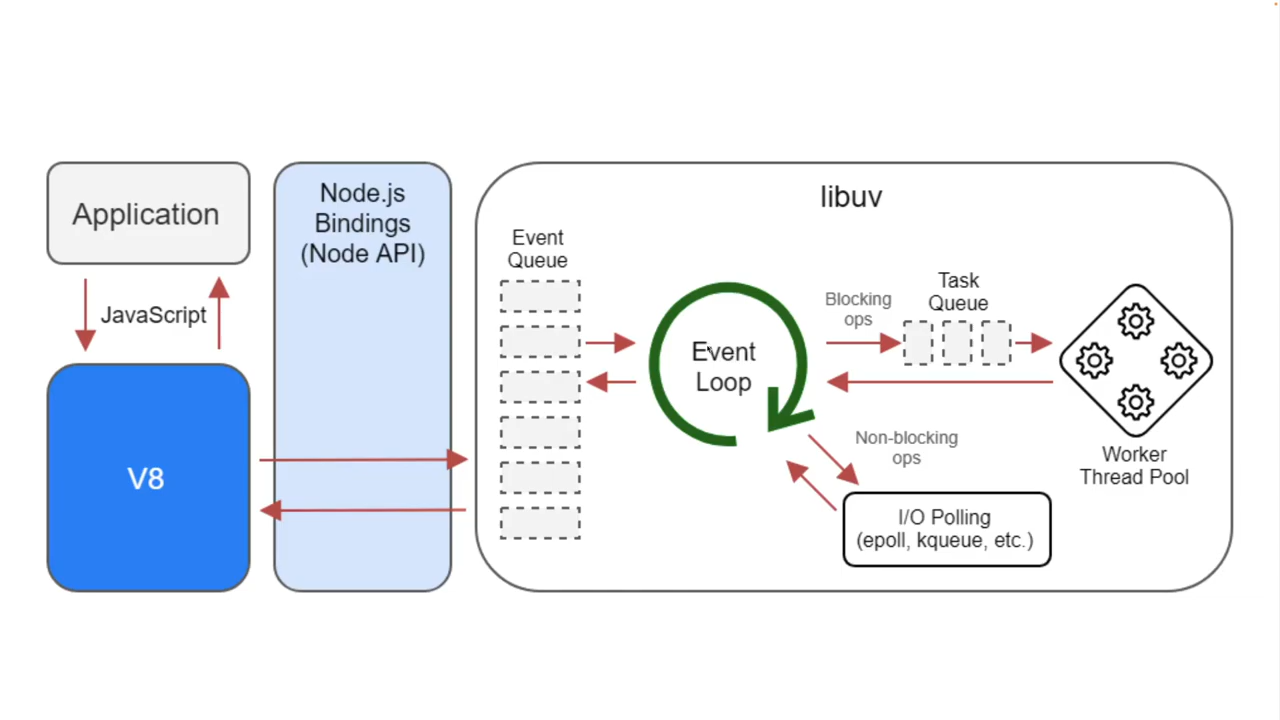 Application
JavaScript
V8
Node.js
Bindings
(Node API)
libuv
Event
Queue
Event
Loop
Blocking
ops
Task
Queue
Worker
Thread Pool
Non-blocking
ops
I/O Polling
(epoll, kqueue, etc.)